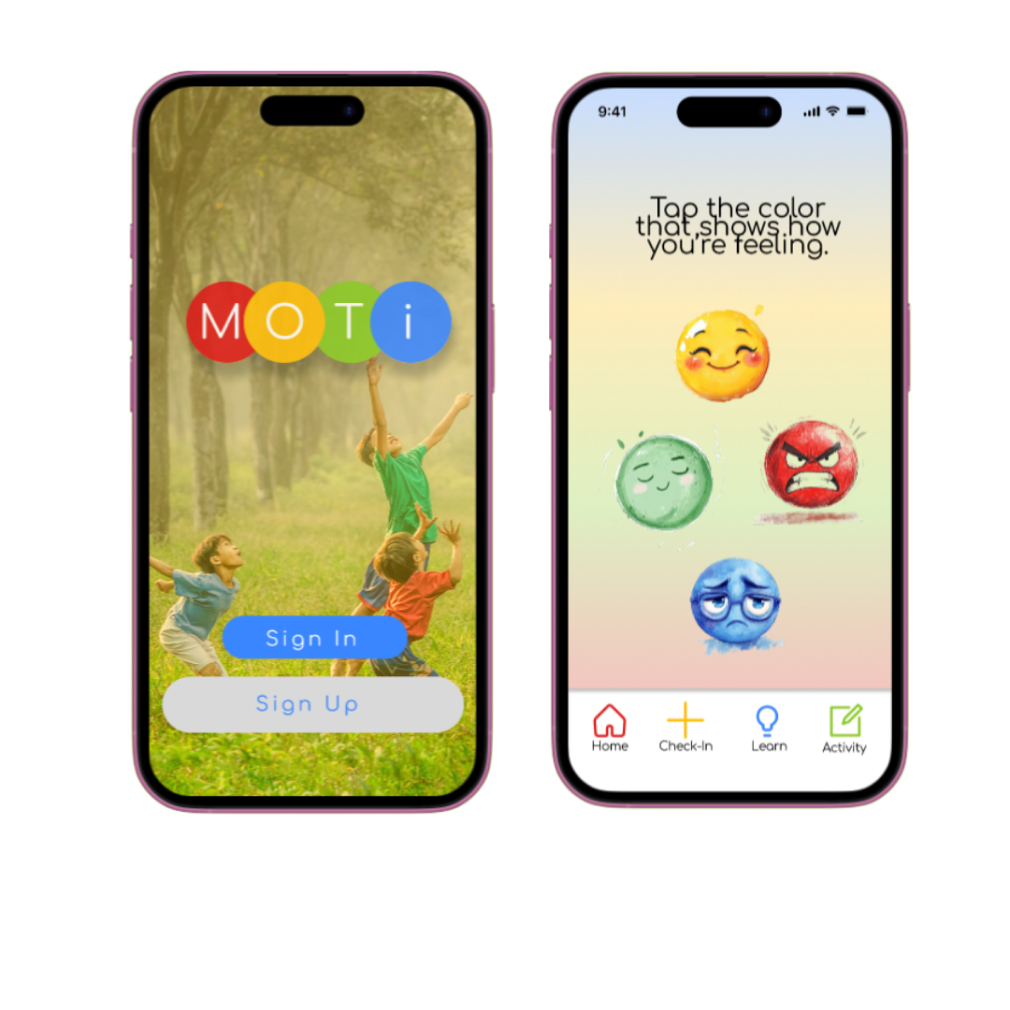 MOTi
Sign In
Sign Up
9:41
Tap the color
that shows how
you're feeling.
Home
Check-In
Learn
Activity